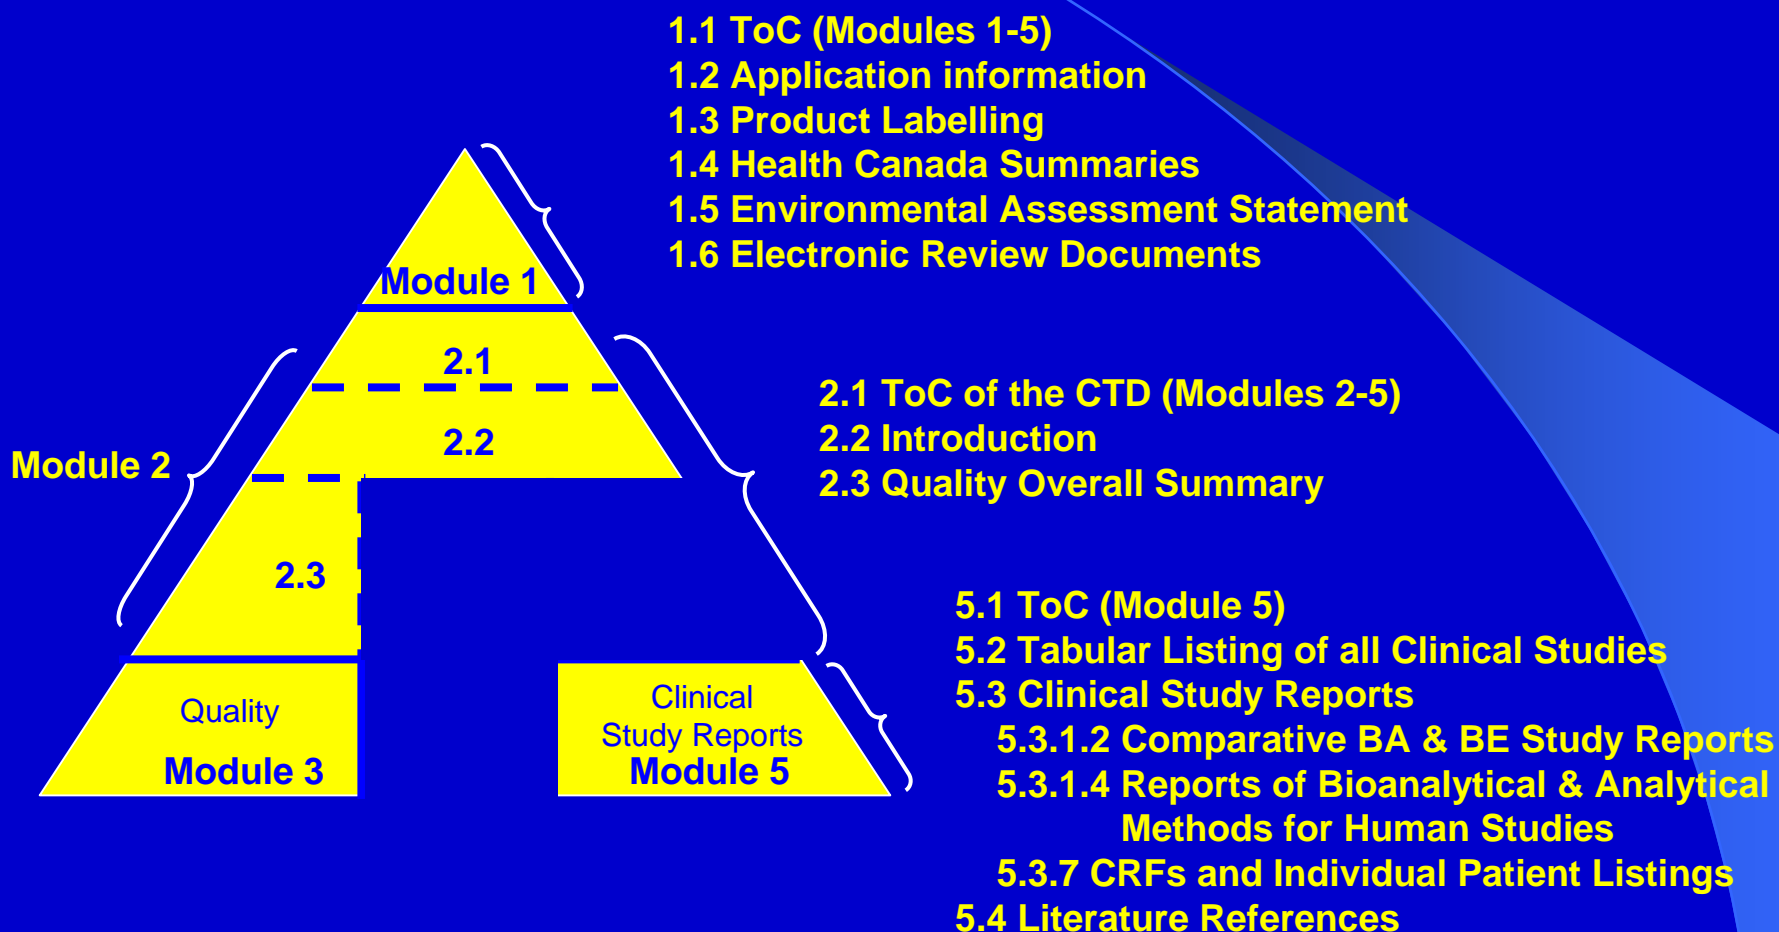 1.1 ToC (Modules 1-5)
1.2 Application information
1.3 Product Labelling
1.4 Health Canada Summaries
1.5 Environmental Assessment Statement
1.6 Electronic Review Documents
Module 1
2.1
2.2
Module 2
2.3
2.1 ToC of the CTD (Modules 2-5)
2.2 Introduction
2.3 Quality Overall Summary
Quality
Module 3
Clinical
Study Reports
Module 5
5.1 ToC (Module 5)
5.2 Tabular Listing of all Clinical Studies
5.3 Clinical Study Reports
5.3.1.2 Comparative BA & BE Study Reports
5.3.1.4 Reports of Bioanalytical & Analytical
Methods for Human Studies
5.3.7 CRFs and Individual Patient Listings
5.4 Literature References